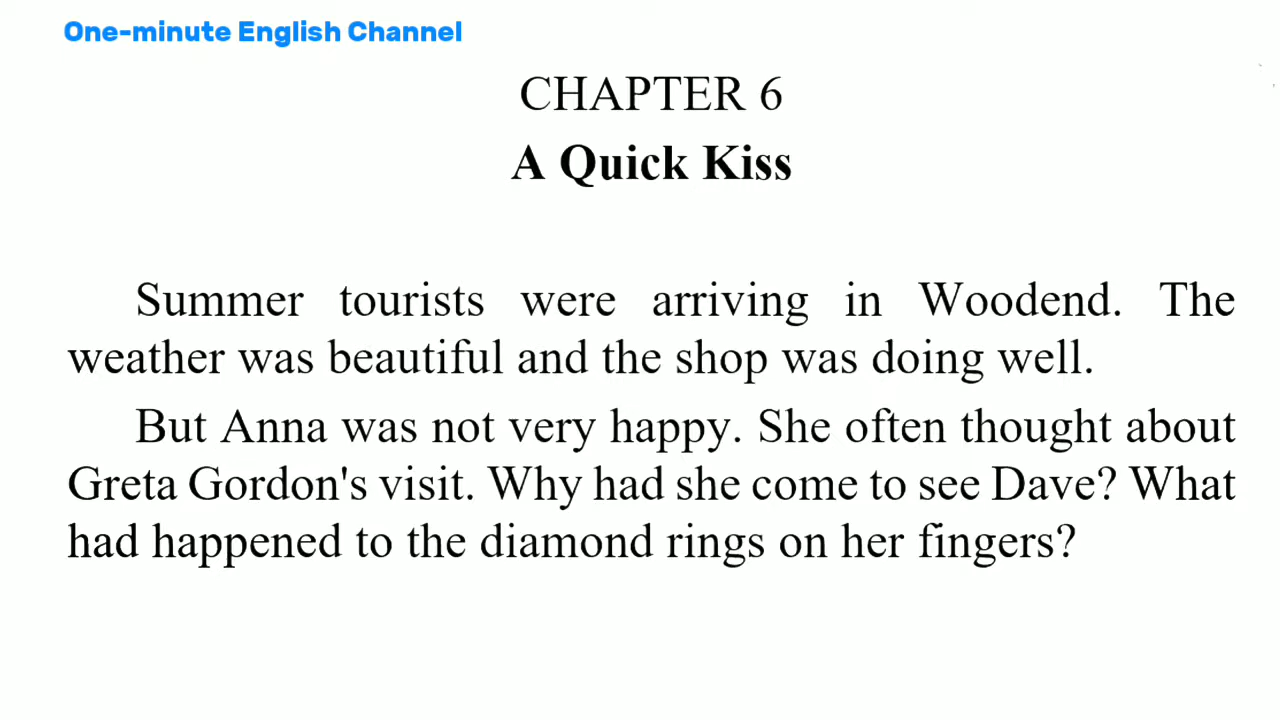 One-minute English Channel
CHAPTER 6
A Quick Kiss
Summer tourists were arriving in Woodend. The
weather was beautiful and the shop was doing well.
But Anna was not very happy. She often thought about
Greta Gordon's visit. Why had she come to see Dave? What
had happened to the diamond rings on her fingers?